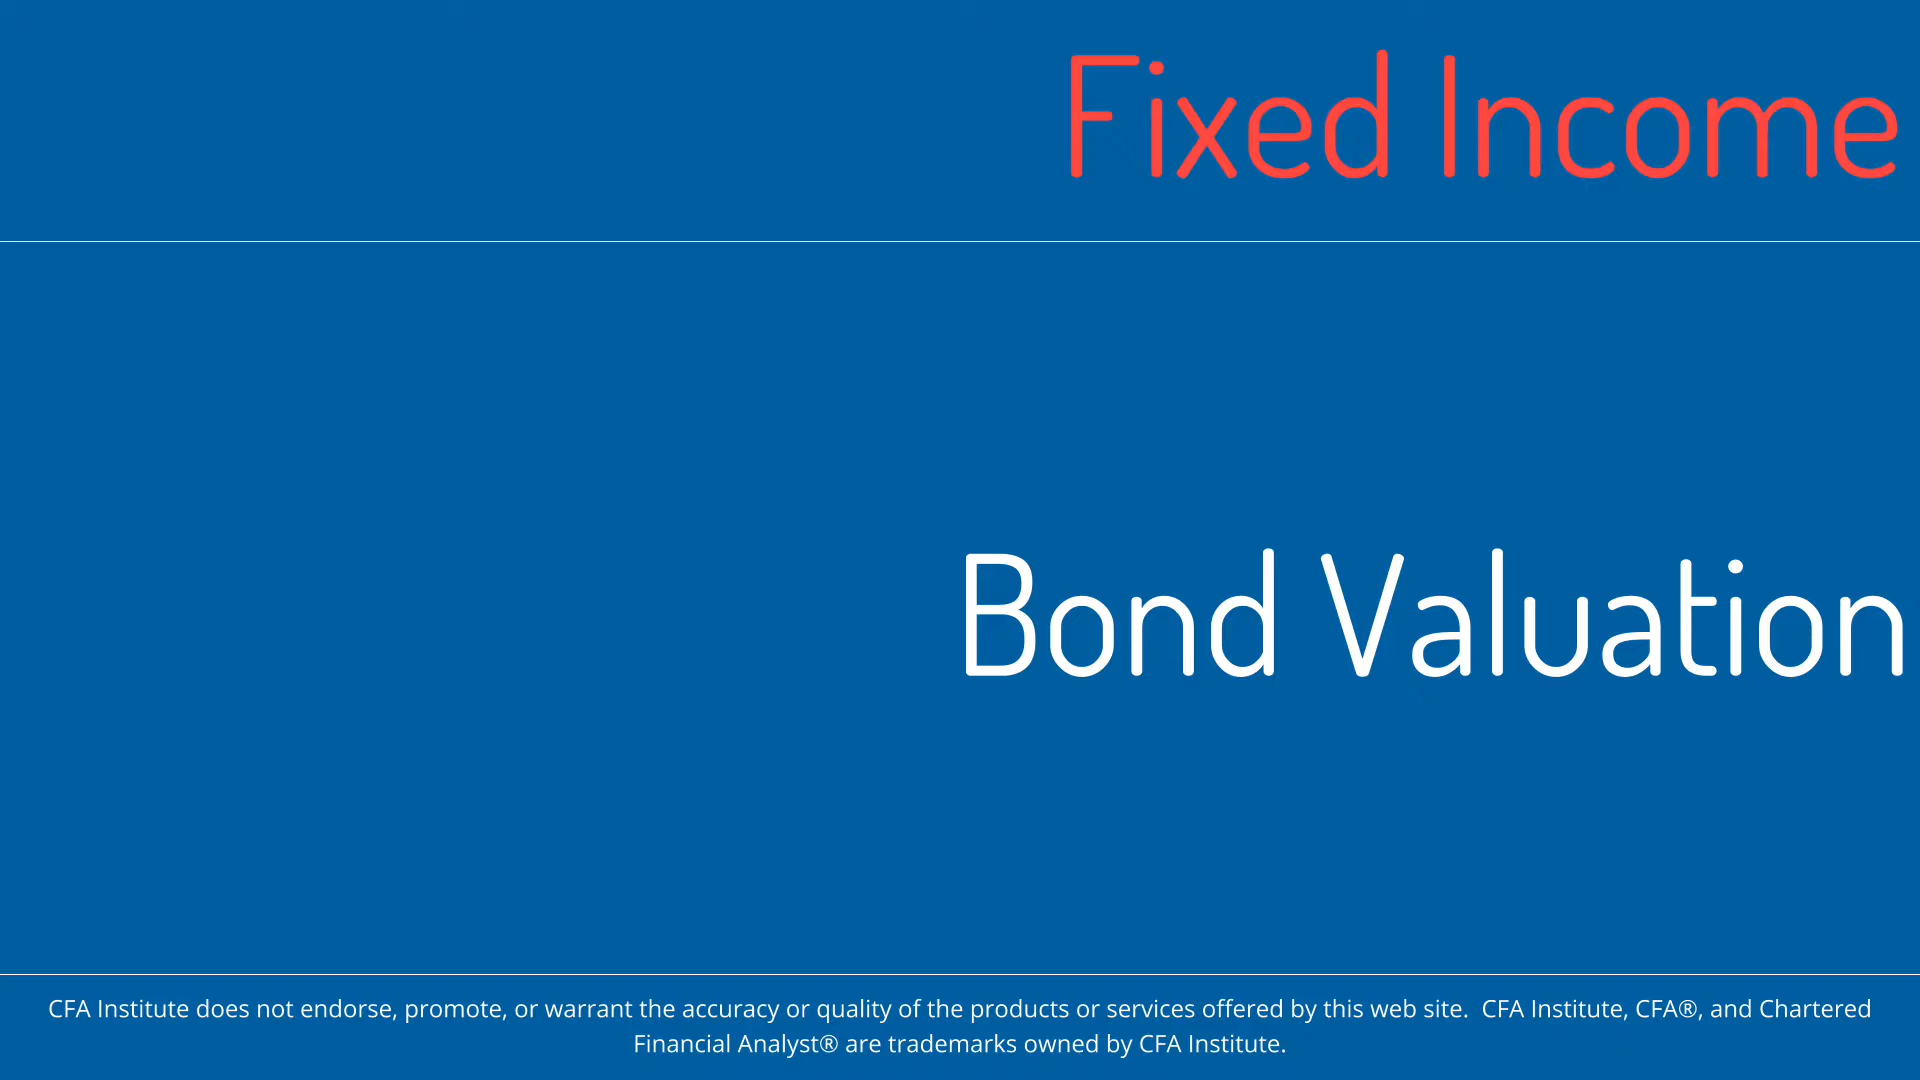 Fixed Income
Bond Valuation
CFA Institute does not endorse, promote, or warrant the accuracy or quality of the products or services offered by this web site.  CFA Institute, CFA®, and Chartered
Financial Analyst® are trademarks owned by CFA Institute.